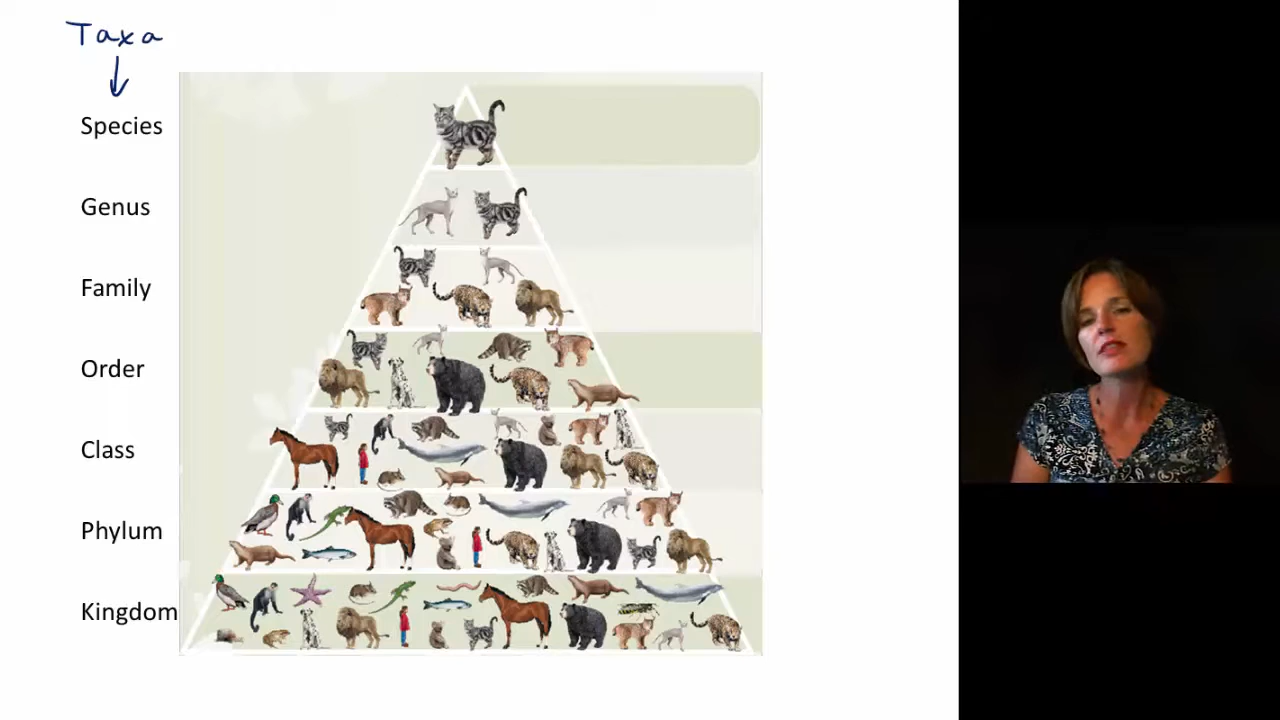 Taxa
Species
Genus
Family
Order
Class
Phylum
Kingdom